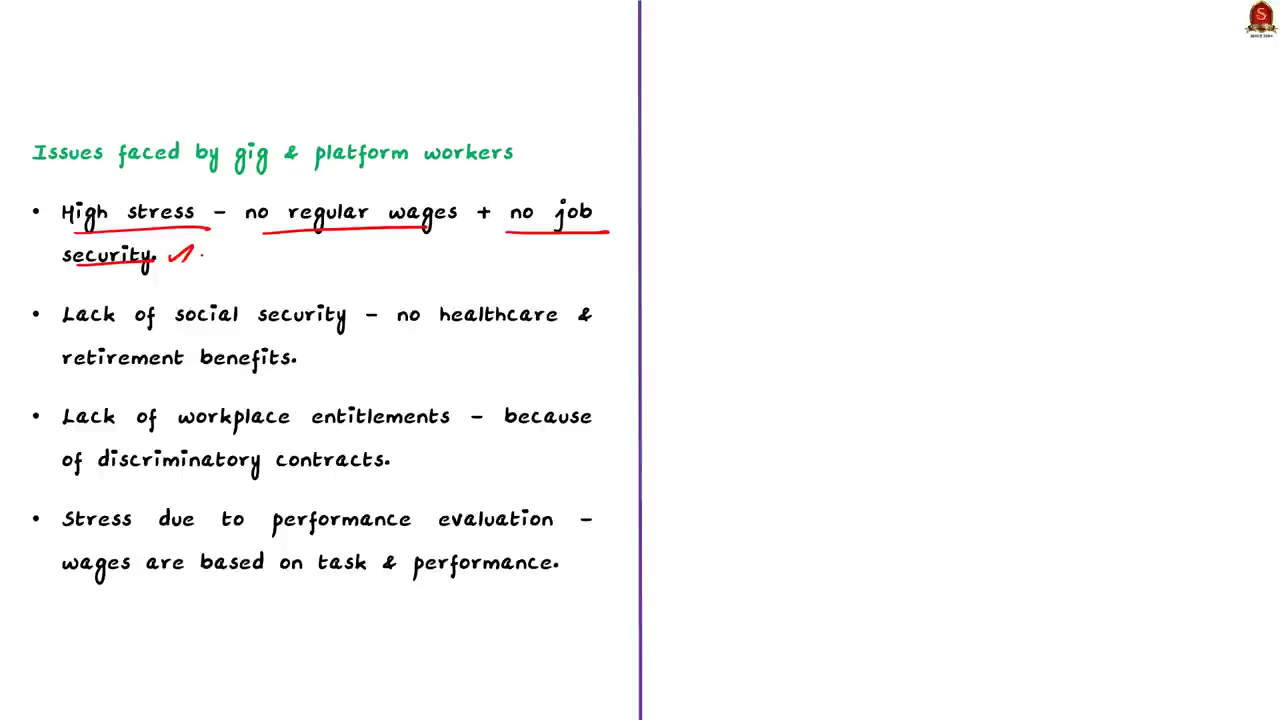 Issues faced by gig & platform workers
• High stress - no regular wages + no job
security.
• Lack of social security - no healthcare &
retirement benefits.
• Lack of workplace entitlements - because
of discriminatory contracts.
• Stress due to performance evaluation -
wages are based on task & performance.
S
SINCE 2004